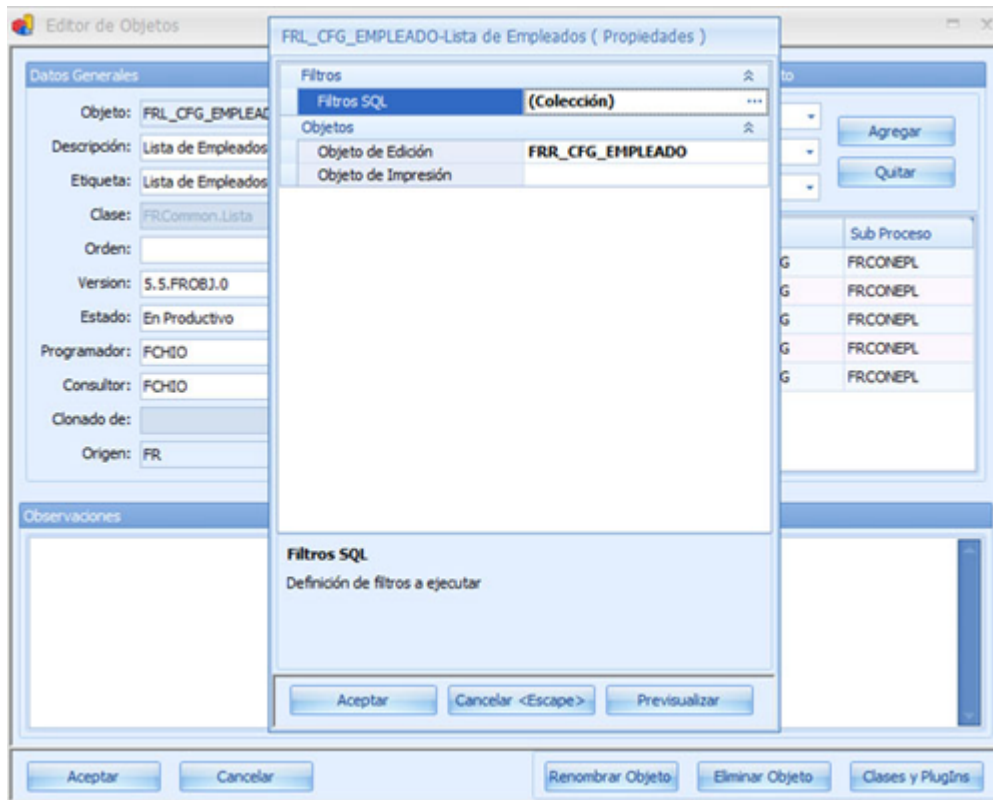 Editor de Objetos
Datos Generales
Objeto: FRL_CFG_EMPLEAD
Descripción: Lista de Empleados
Etiqueta: Lista de Empleados
Clase: FRCommon.Lista
Orden:
Version: 5.5.FROBJ.0
Estado: En Productivo
Programador: FCHIO
Consultor: FCHIO
Clonado de:
Origen: FR
Observaciones
FRL_CFG_EMPLEADO-Lista de Empleados ( Propiedades )
Filtros
Filtros SQL (Colección) ...
Objetos
Objeto de Edición FRR_CFG_EMPLEADO
Objeto de Impresión
Filtros SQL
Definición de filtros a ejecutar
Aceptar Cancelar <Escape> Previsualizar
to
Agregar
Quitar
Sub Proceso
G FRCONEPL
G FRCONEPL
G FRCONEPL
G FRCONEPL
G FRCONEPL
Aceptar Cancelar Renombrar Objeto Eliminar Objeto Clases y PlugIns